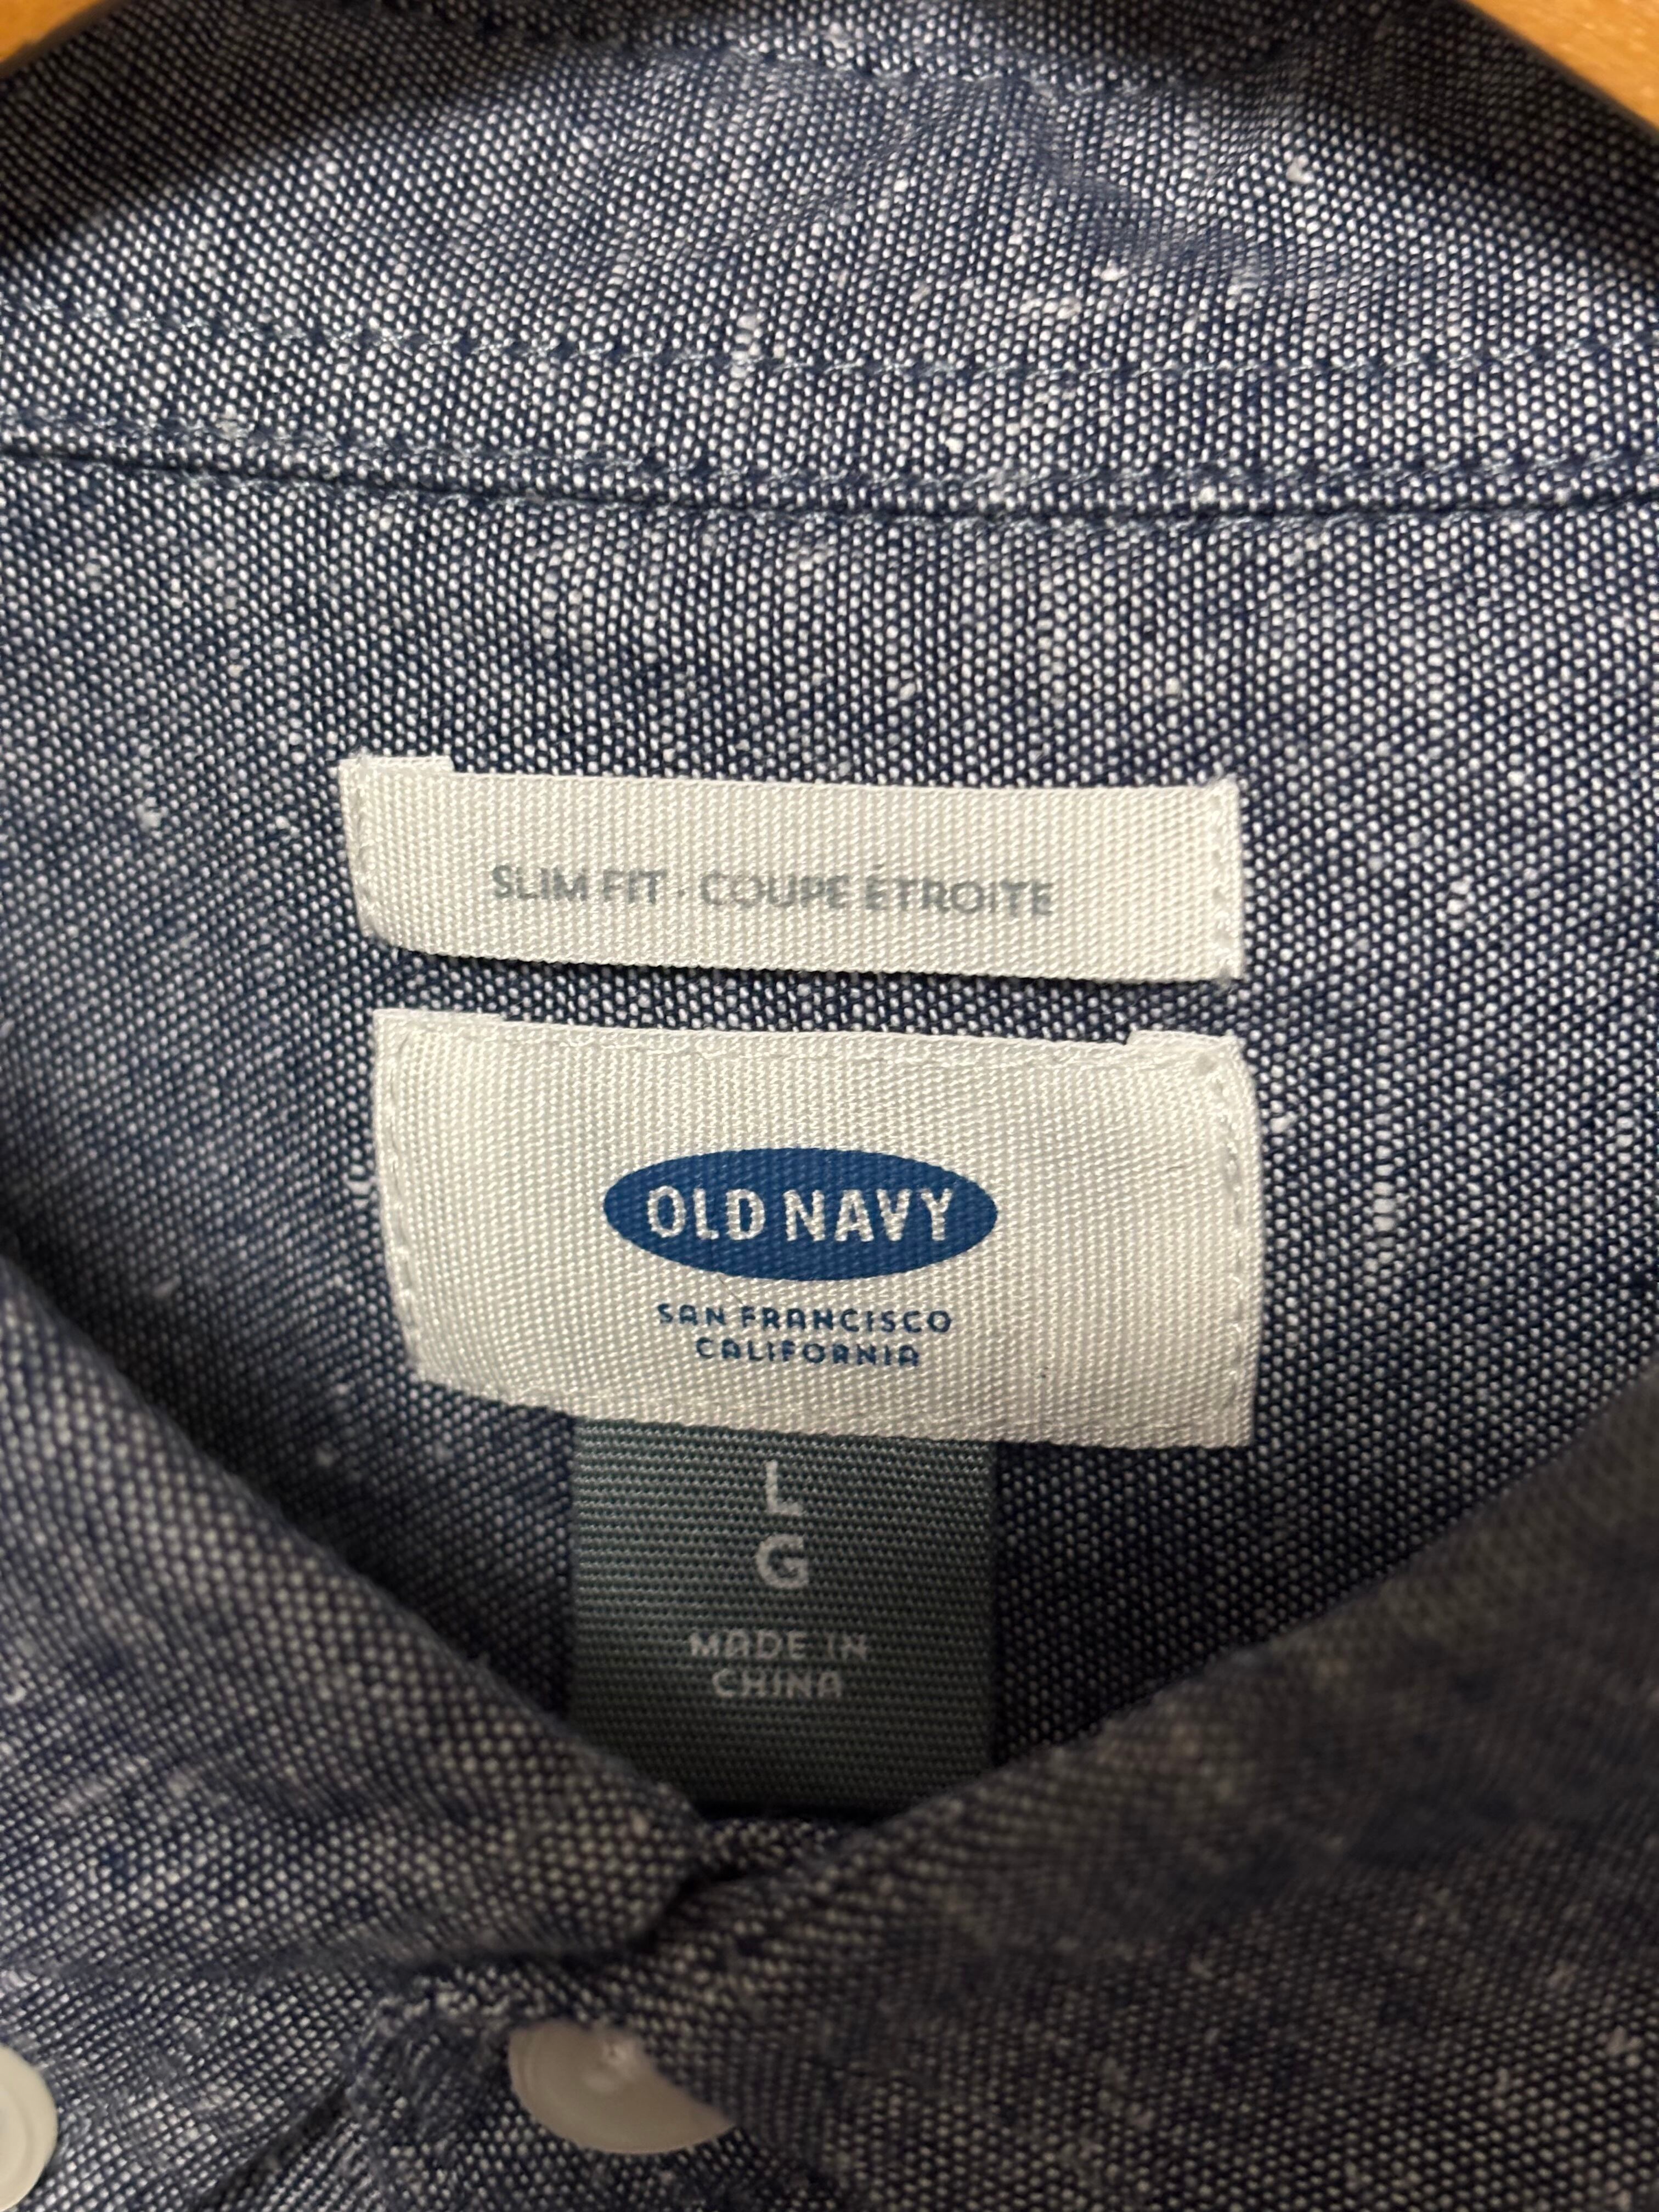 SLIM FIT · COUPE ÉTROITE
OLD NAVY
SAN FRANCISCO
CALIFORNIA
L
G
MADE IN
CHINA